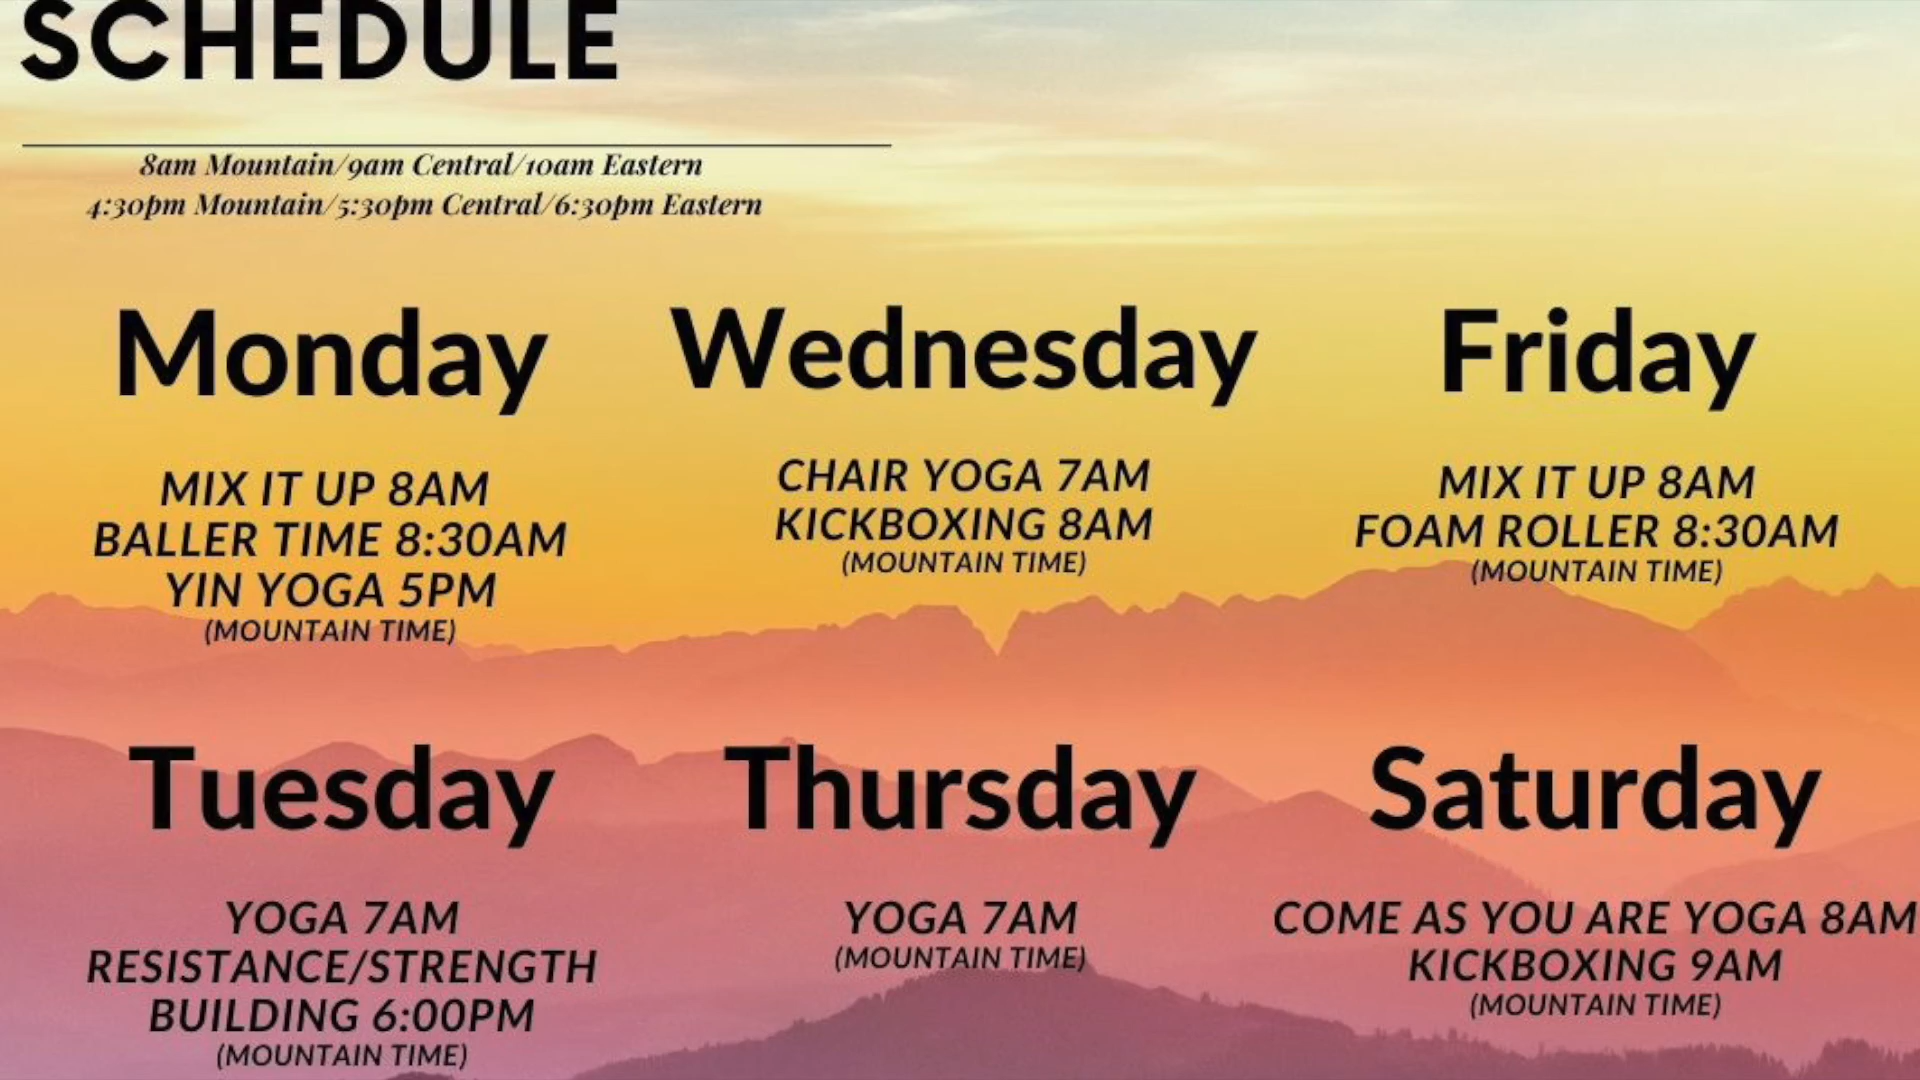 SCHEDULE
8am Mountain/9am Central/10am Eastern
4:30pm Mountain/5:30pm Central/6:30pm Eastern
Monday
MIX IT UP 8AM
BALLER TIME 8:30AM
YIN YOGA 5PM
(MOUNTAIN TIME)
Wednesday
CHAIR YOGA 7AM
KICKBOXING 8AM
(MOUNTAIN TIME)
Friday
MIX IT UP 8AM
FOAM ROLLER 8:30AM
(MOUNTAIN TIME)
Tuesday
YOGA 7AM
RESISTANCE/STRENGTH
BUILDING 6:00PM
(MOUNTAIN TIME)
Thursday
YOGA 7AM
(MOUNTAIN TIME)
Saturday
COME AS YOU ARE YOGA 8AM
KICKBOXING 9AM
(MOUNTAIN TIME)